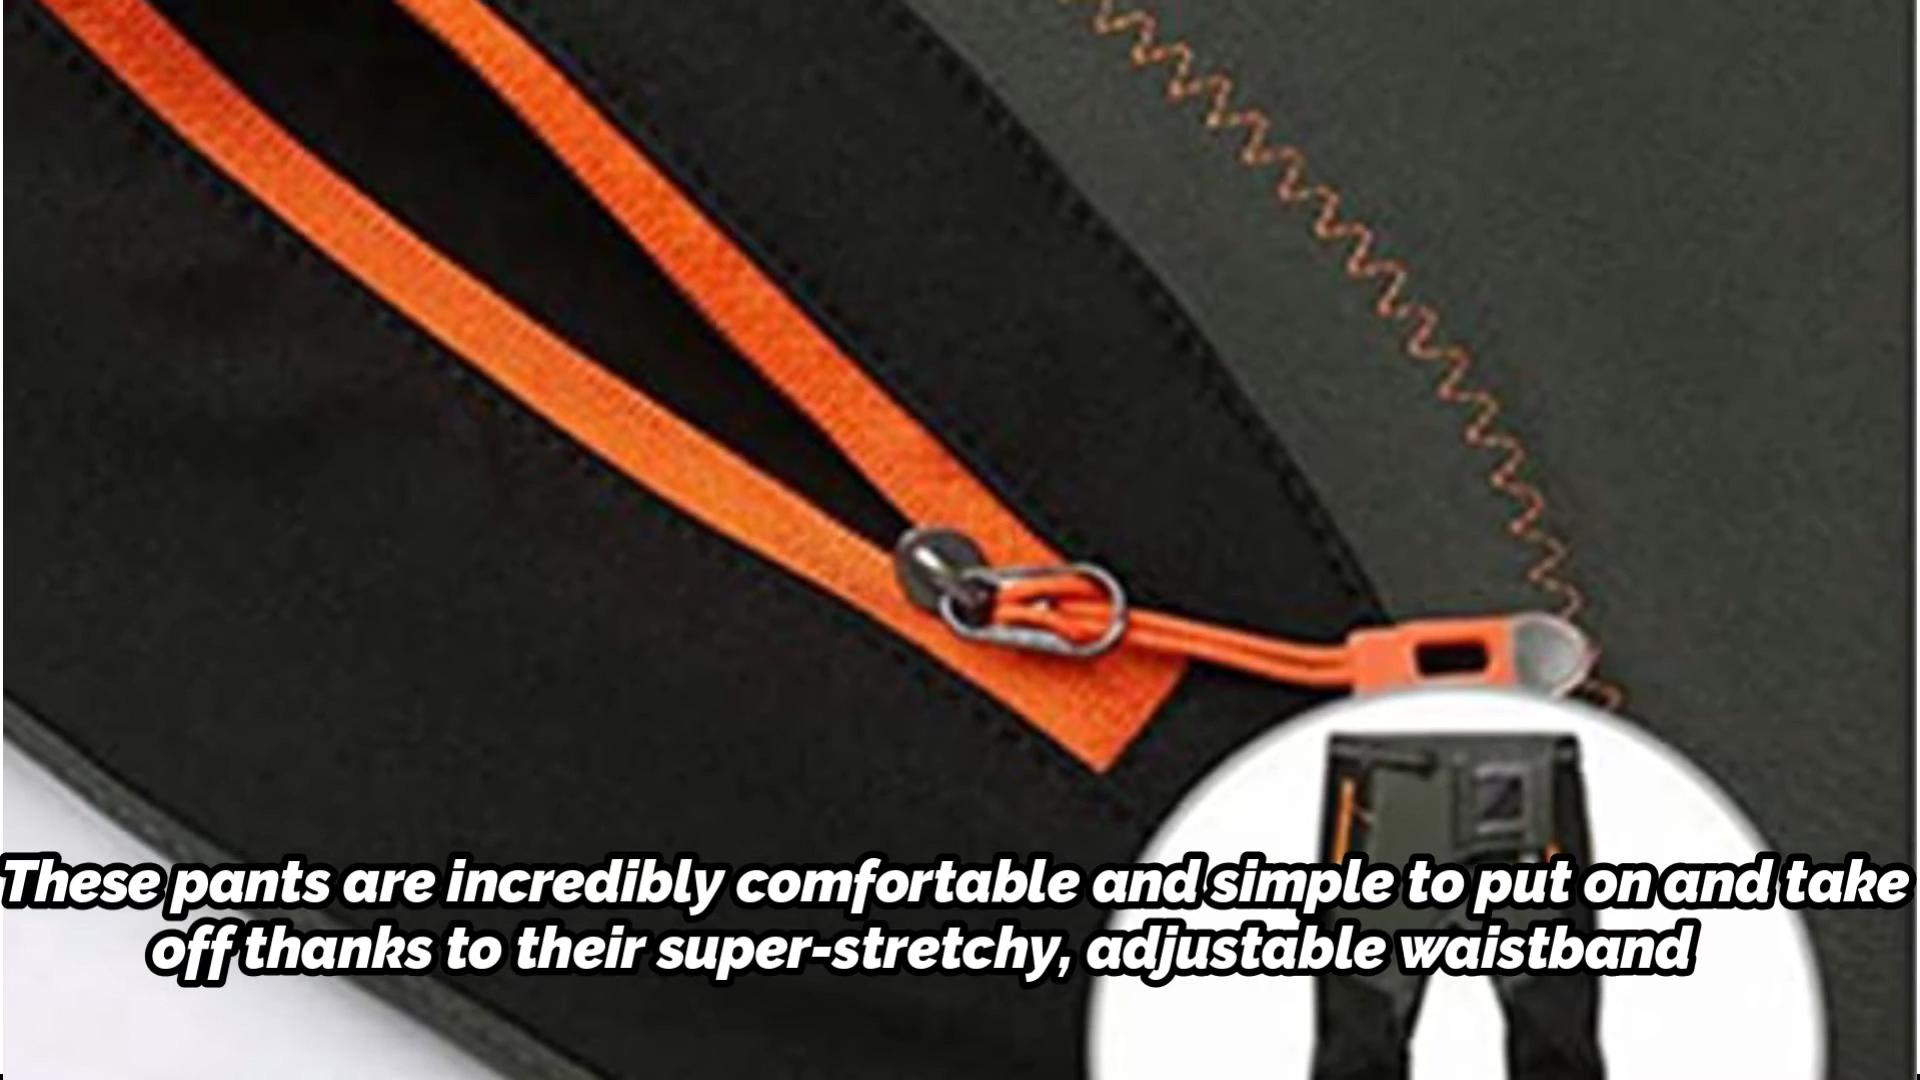 These pants are incredibly comfortable and simple to put on and take
off thanks to their super-stretchy, adjustable waistband